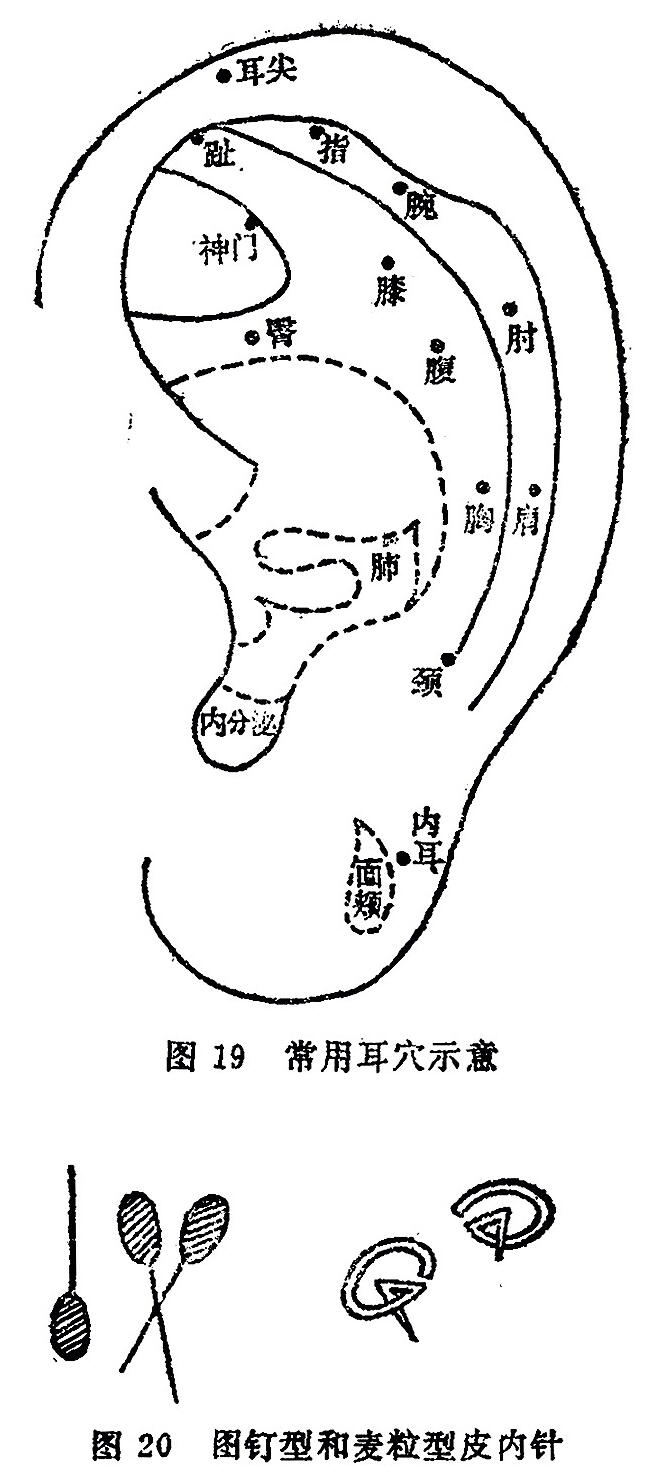 耳尖
趾
指
腕
神门
膝
臀
肘
腹
胸
肩
肺
颈
内分泌
内
耳
面
颊
图 19 常用耳穴示意
图 20 图钉型和麦粒型皮内针